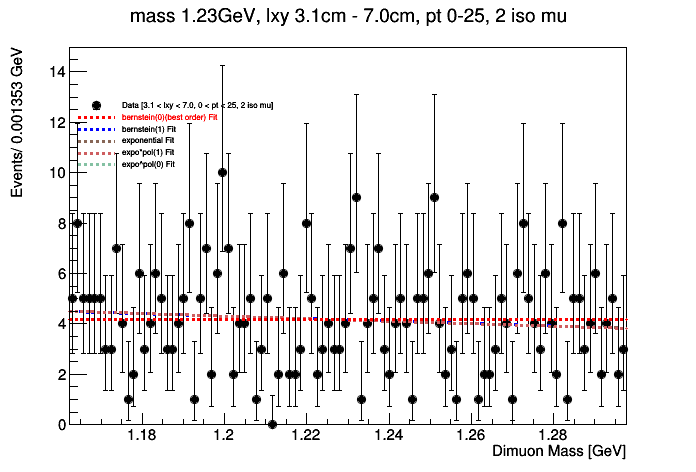 mass 1.23GeV, lxy 3.1cm - 7.0cm, pt 0-25, 2 iso mu
Events/ 0.001353 GeV
14
12
10
8
6
4
2
0
Data [3.1 < lxy < 7.0, 0 < pt < 25, 2 iso mu]
bernstein(0)(best order) Fit
bernstein(1) Fit
exponential Fit
expo*pol(1) Fit
expo*pol(0) Fit
1.18
1.2
1.22
1.24
1.26
1.28
Dimuon Mass [GeV]